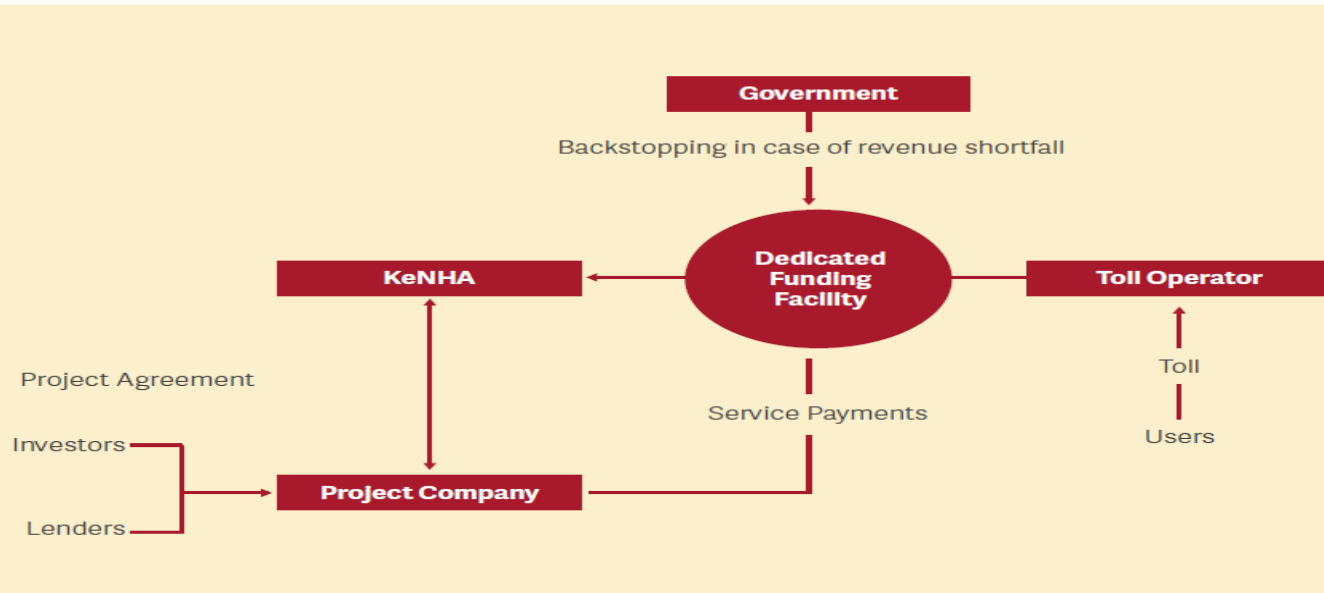 Government
Backstopping in case of revenue shortfall
Dedicated
Funding
Facility
KeNHA
Toll Operator
Project Agreement
Toll
Service Payments
Users
Investors
Project Company
Lenders